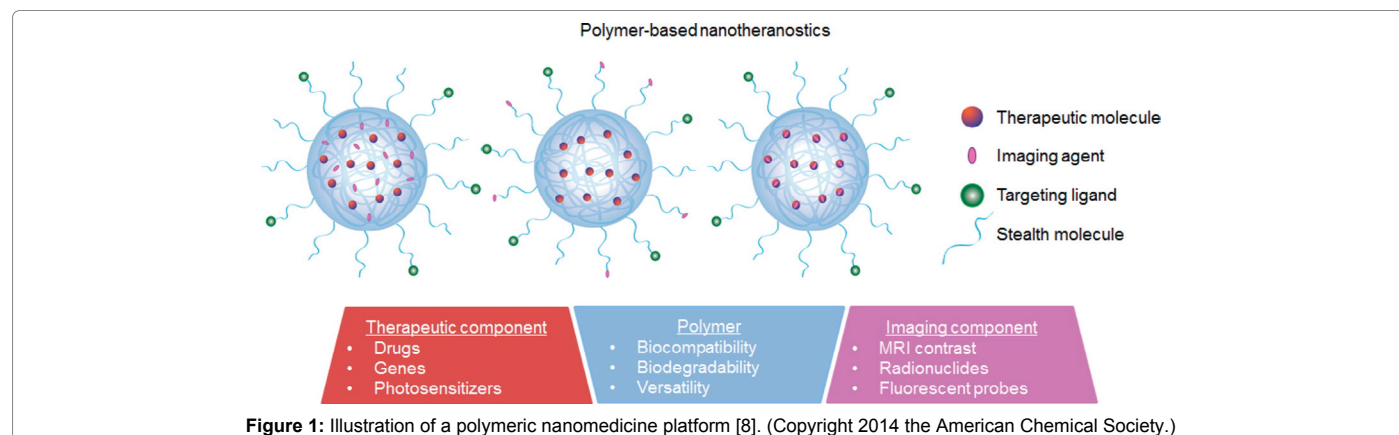 Polymer-based nanotheranostics
Therapeutic molecule
Imaging agent
Targeting ligand
Stealth molecule
Therapeutic component
• Drugs
• Genes
• Photosensitizers
Polymer
• Biocompatibility
• Biodegradability
• Versatility
Imaging component
• MRI contrast
• Radionuclides
• Fluorescent probes
Figure 1: Illustration of a polymeric nanomedicine platform [8]. (Copyright 2014 the American Chemical Society.)